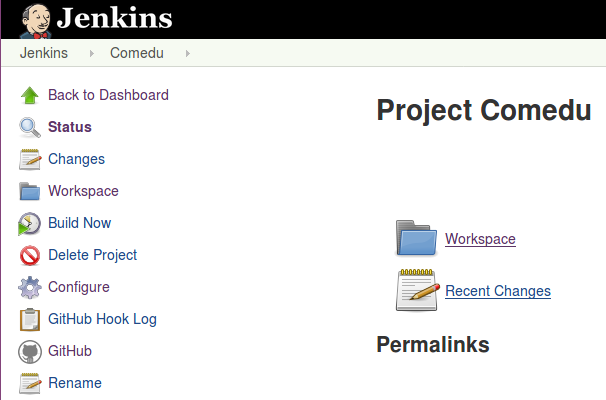 Jenkins
Jenkins Comedu
Back to Dashboard
Status
Changes
Workspace
Build Now
Delete Project
Configure
GitHub Hook Log
GitHub
Rename
Project Comedu
Workspace
Recent Changes
Permalinks